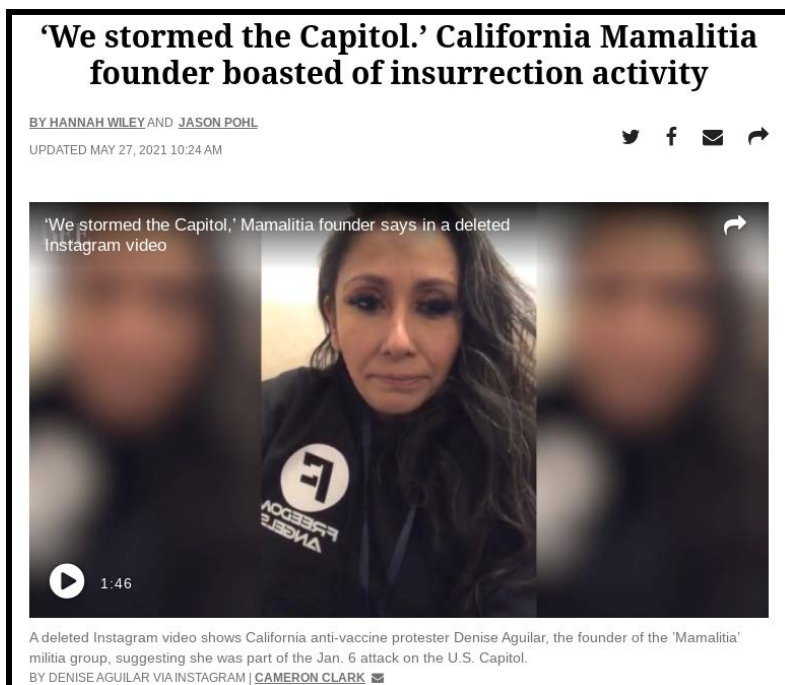 ‘We stormed the Capitol.’ California Mamalitia
founder boasted of insurrection activity
BY HANNAH WILEY AND JASON POHL
UPDATED MAY 27, 2021 10:24 AM
‘We stormed the Capitol,’ Mamalitia founder says in a deleted
Instagram video
F
FREEDOM
ANGELS
1:46
A deleted Instagram video shows California anti-vaccine protester Denise Aguilar, the founder of the 'Mamalitia'
militia group, suggesting she was part of the Jan. 6 attack on the U.S. Capitol.
BY DENISE AGUILAR VIA INSTAGRAM | CAMERON CLARK